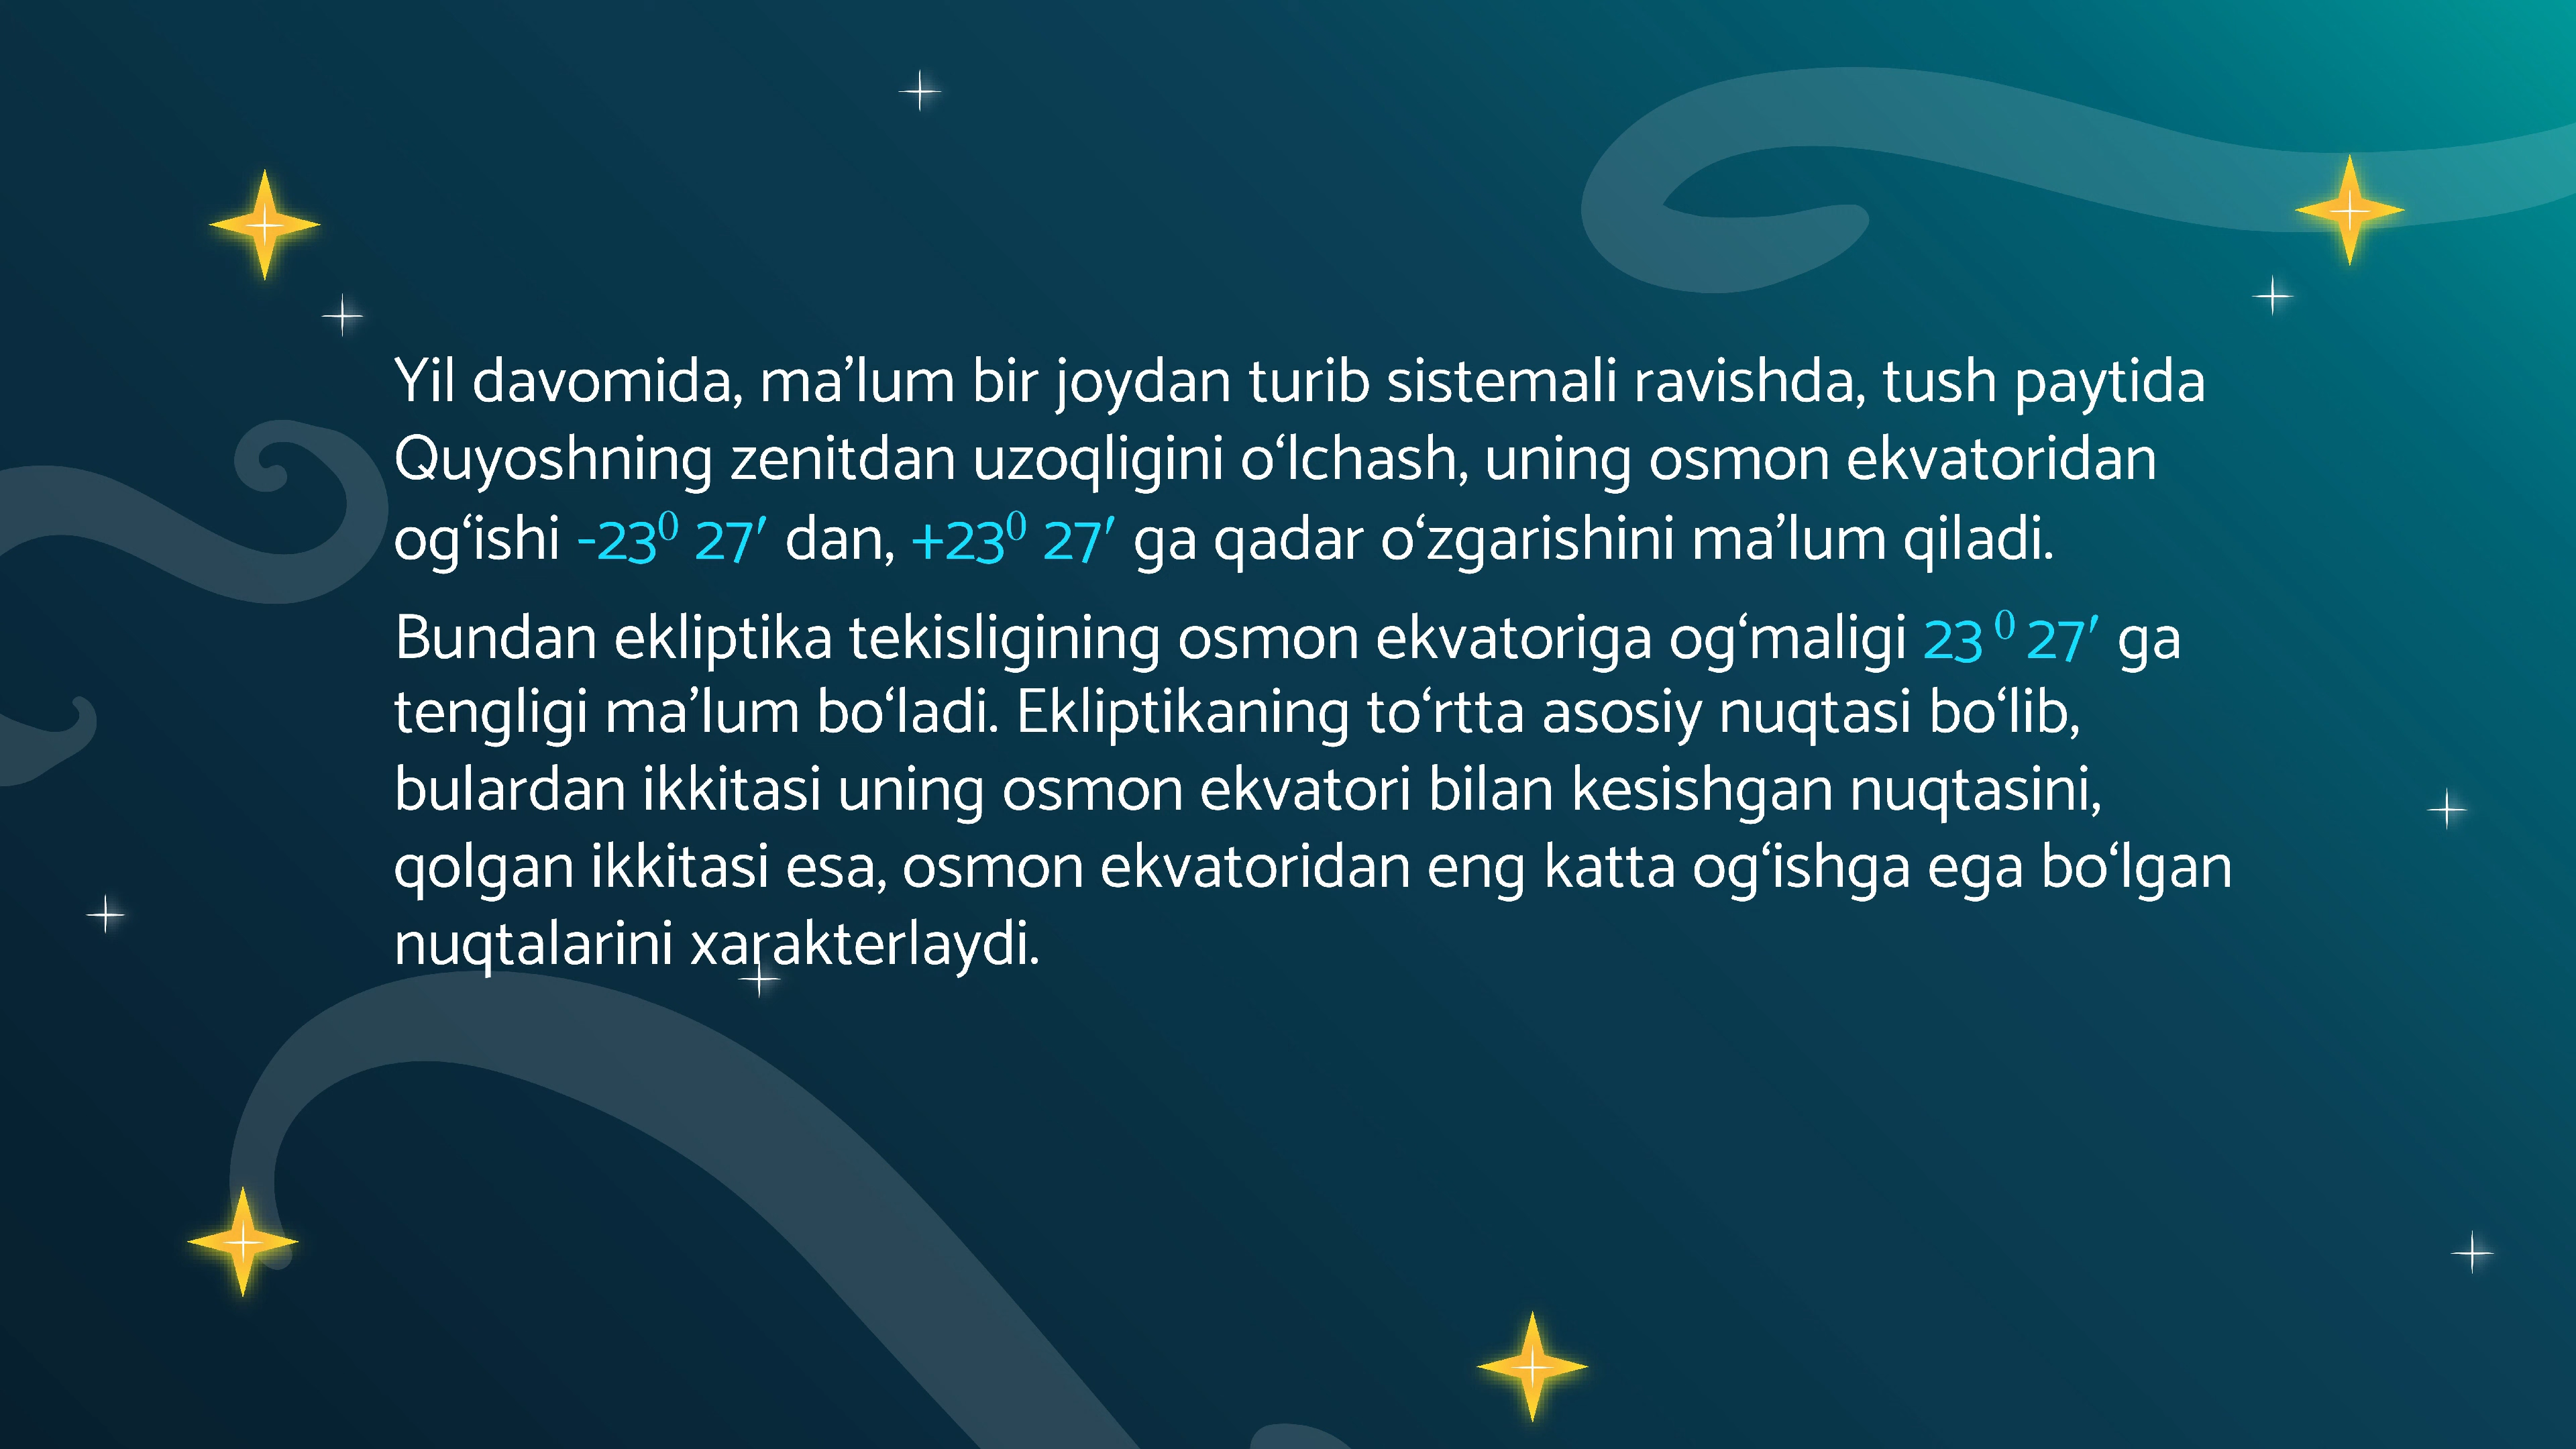 Yil davomida, ma’lum bir joydan turib sistemali ravishda, tush paytida
Quyoshning zenitdan uzoqligini o‘lchash, uning osmon ekvatoridan
og‘ishi -23⁰ 27′ dan, +23⁰ 27′ ga qadar o‘zgarishini ma’lum qiladi.
Bundan ekliptika tekisligining osmon ekvatoriga og‘maligi 23 ⁰ 27′ ga
tengligi ma’lum bo‘ladi. Ekliptikaning to‘rtta asosiy nuqtasi bo‘lib,
bulardan ikkitasi uning osmon ekvatori bilan kesishgan nuqtasini,
qolgan ikkitasi esa, osmon ekvatoridan eng katta og‘ishga ega bo‘lgan
nuqtalarini xarakterlaydi.